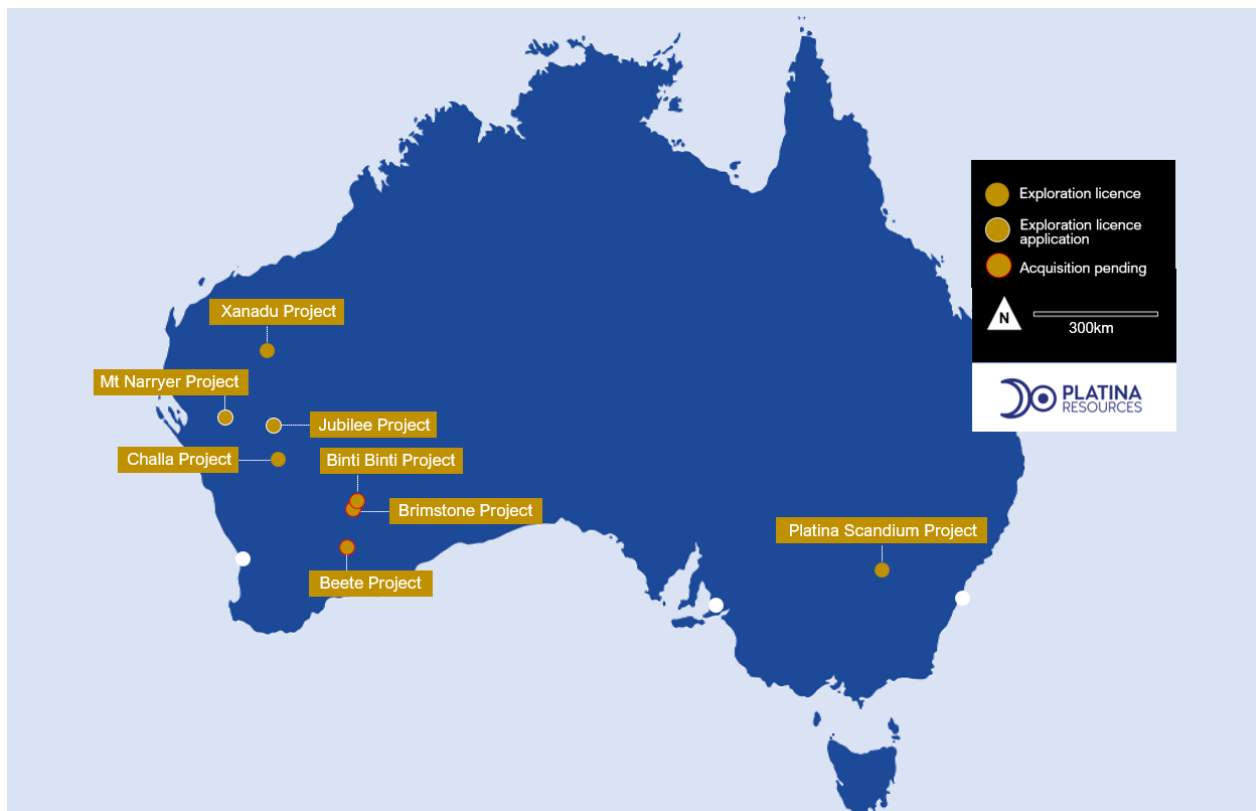 Exploration licence
Exploration licence
application
Acquisition pending
N
300km
PLATINA
RESOURCES
Xanadu Project
Mt Narryer Project
Jubilee Project
Challa Project
Binti Binti Project
Brimstone Project
Beete Project
Platina Scandium Project